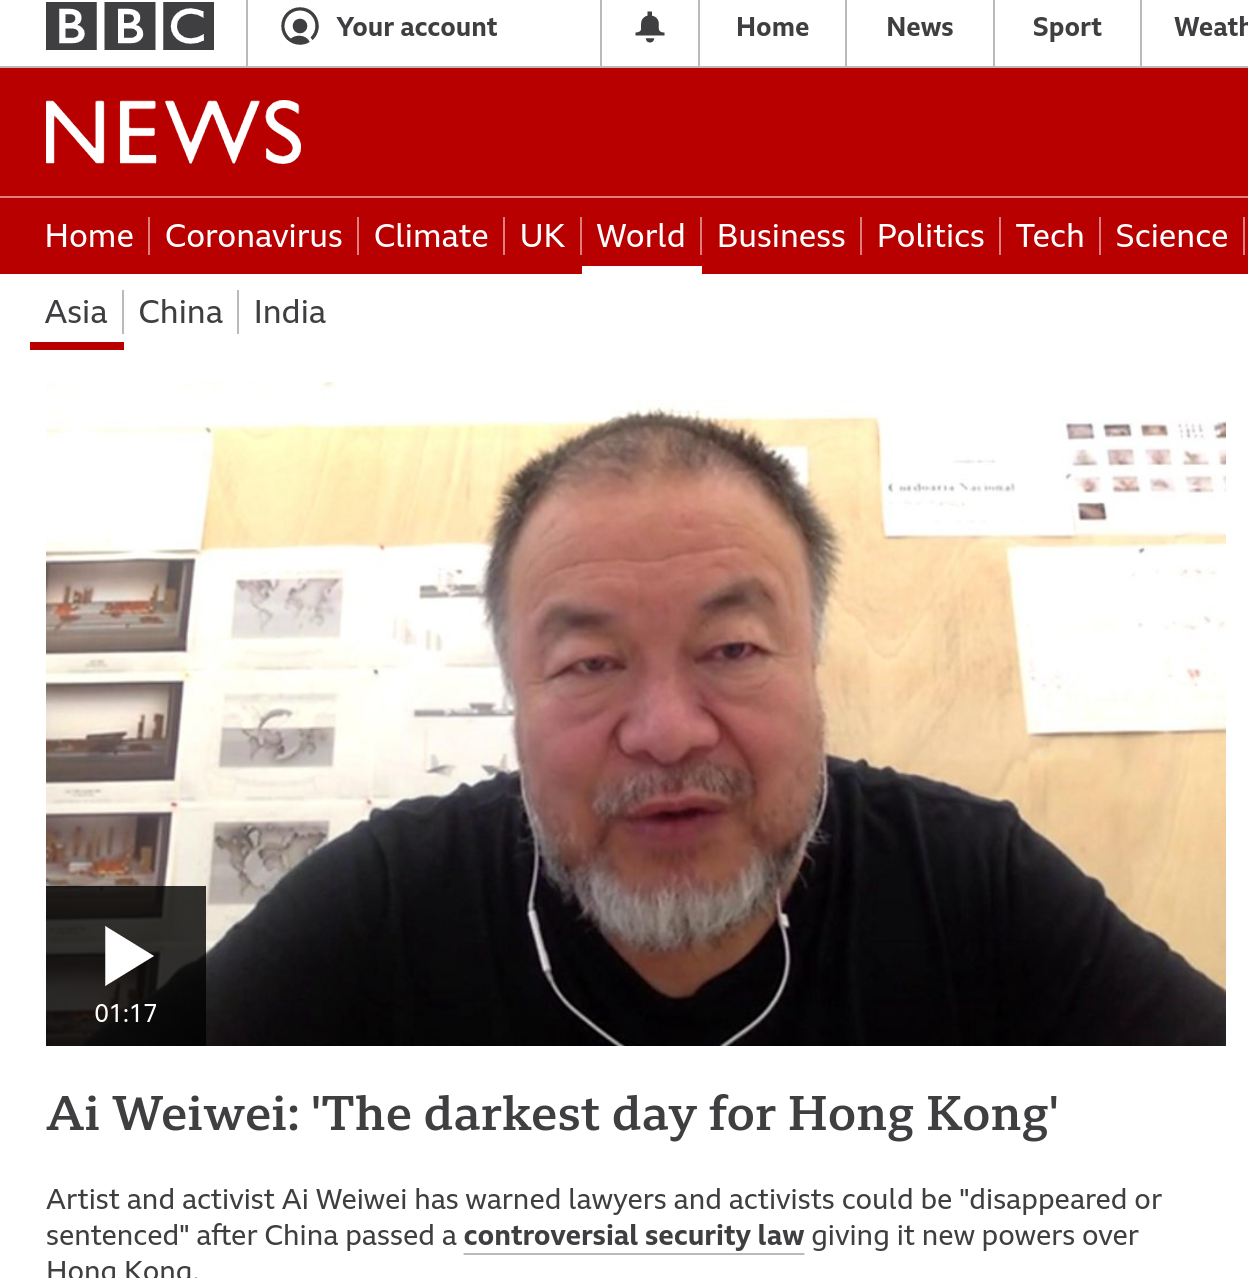 BBC
Your account
Home
News
Sport
Weath
NEWS
Home
Coronavirus
Climate
UK
World
Business
Politics
Tech
Science
Asia
China
India
Cordoaria Nacional
01:17
Ai Weiwei: 'The darkest day for Hong Kong'
Artist and activist Ai Weiwei has warned lawyers and activists could be "disappeared or
sentenced" after China passed a controversial security law giving it new powers over
Hong Kong.